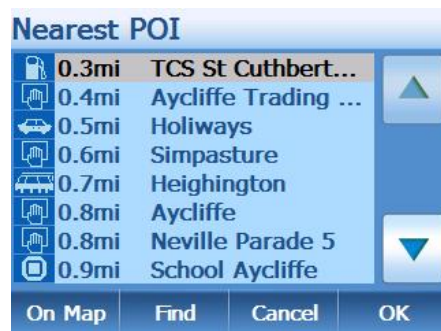 Nearest POI
0.3mi TCS St Cuthbert...
0.4mi Aycliffe Trading ...
0.5mi Holiways
0.6mi Simpasture
0.7mi Heighington
0.8mi Aycliffe
0.8mi Neville Parade 5
0.9mi School Aycliffe
On Map Find Cancel OK